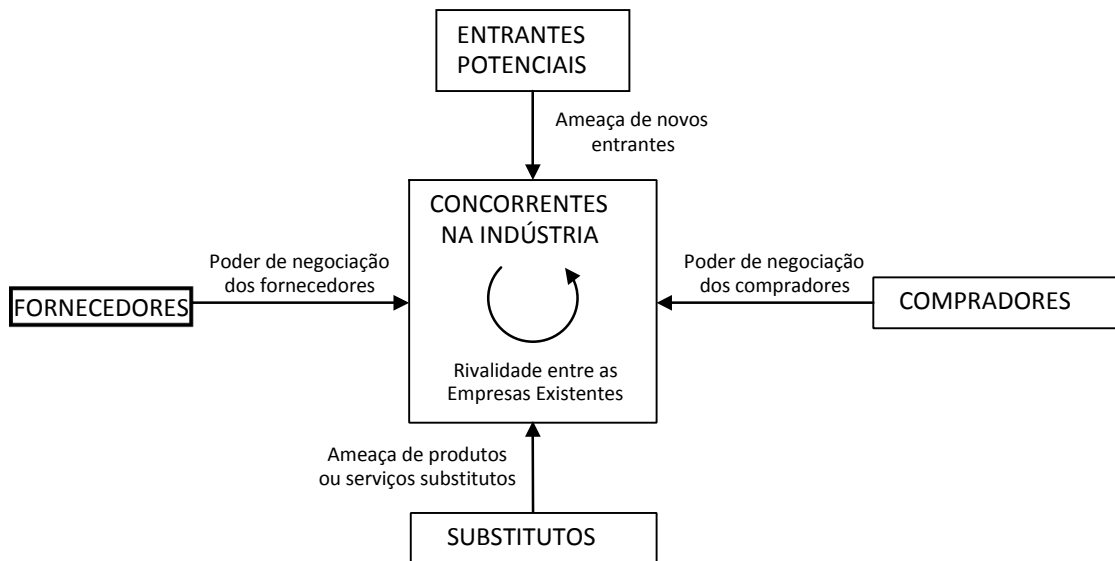 ENTRANTES
POTENCIAIS
Ameaça de novos
entrantes
CONCORRENTES
NA INDÚSTRIA
Poder de negociação
dos fornecedores
Poder de negociação
dos compradores
FORNECEDORES
COMPRADORES
Rivalidade entre as
Empresas Existentes
Ameaça de produtos
ou serviços substitutos
SUBSTITUTOS